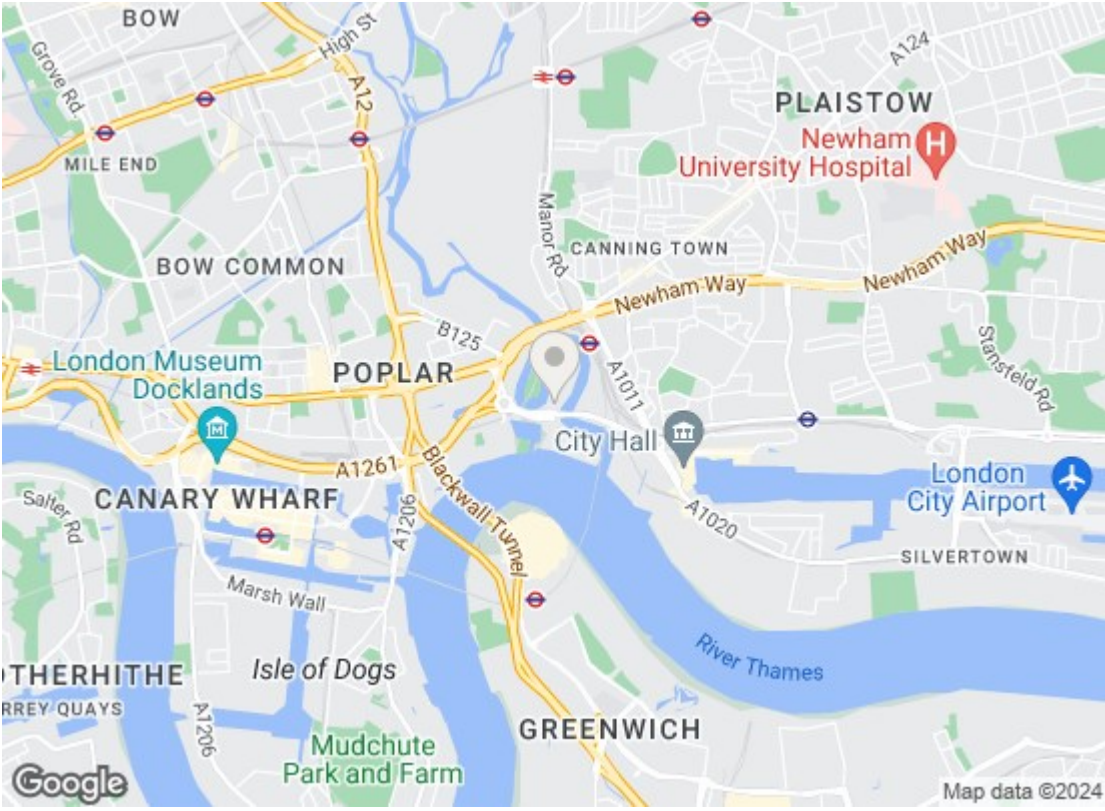 BOW
High St
A124
Grove Rd
A12
PLAISTOW
Newham
University Hospital
H
MILE END
Manor Rd
CANNING TOWN
BOW COMMON
Newham Way
Newham Way
B125
London Museum
Docklands
M
POPLAR
A1011
Stansfeld Rd
City Hall
A1261
Blackwall Tunnel
London
City Airport
CANARY WHARF
Salter Rd
A1206
A1020
SILVERTOWN
Marsh Wall
River Thames
OTHERHITHE
RREY QUAYS
Isle of Dogs
A1206
GREENWICH
Mudchute
Park and Farm
Google
Map data ©2024